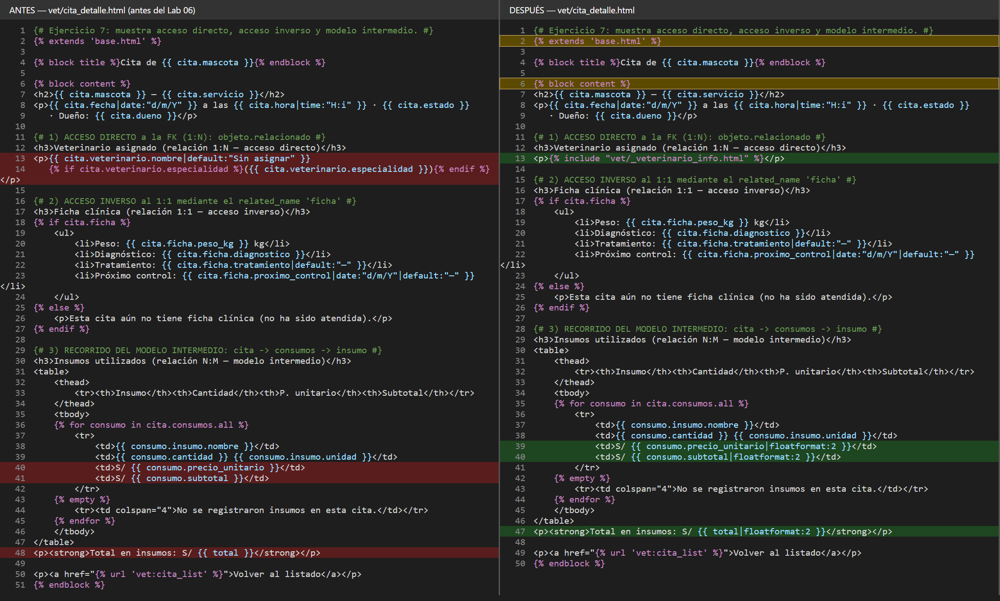 ANTES — vet/cita_detalle.html (antes del Lab 06)
1 {# Ejercicio 7: muestra acceso directo, acceso inverso y modelo intermedio. #}
2 {% extends 'base.html' %}
3
4 {% block title %}Cita de {{ cita.mascota }}{% endblock %}
5
6 {% block content %}
7 <h2>{{ cita.mascota }} — {{ cita.servicio }}</h2>
8 <p>{{ cita.fecha|date:"d/m/Y" }} a las {{ cita.hora|time:"H:i" }} · {{ cita.estado }}
9    · Dueño: {{ cita.dueno }}</p>
10
11 {# 1) ACCESO DIRECTO a la FK (1:N): objeto.relacionado #}
12 <h3>Veterinario asignado (relación 1:N — acceso directo)</h3>
13 <p>{{ cita.veterinario.nombre|default:"Sin asignar" }}
14    {% if cita.veterinario.especialidad %}({{ cita.veterinario.especialidad }}){% endif %}
</p>
15
16 {# 2) ACCESO INVERSO al 1:1 mediante el related_name 'ficha' #}
17 <h3>Ficha clínica (relación 1:1 — acceso inverso)</h3>
18 {% if cita.ficha %}
19     <ul>
20         <li>Peso: {{ cita.ficha.peso_kg }} kg</li>
21         <li>Diagnóstico: {{ cita.ficha.diagnostico }}</li>
22         <li>Tratamiento: {{ cita.ficha.tratamiento|default:"—" }}</li>
23         <li>Próximo control: {{ cita.ficha.proximo_control|date:"d/m/Y"|default:"—" }}
</li>
24     </ul>
25 {% else %}
26     <p>Esta cita aún no tiene ficha clínica (no ha sido atendida).</p>
27 {% endif %}
28
29 {# 3) RECORRIDO DEL MODELO INTERMEDIO: cita -> consumos -> insumo #}
30 <h3>Insumos utilizados (relación N:M — modelo intermedio)</h3>
31 <table>
32     <thead>
33         <tr><th>Insumo</th><th>Cantidad</th><th>P. unitario</th><th>Subtotal</th></tr>
34     </thead>
35     <tbody>
36     {% for consumo in cita.consumos.all %}
37         <tr>
38             <td>{{ consumo.insumo.nombre }}</td>
39             <td>{{ consumo.cantidad }} {{ consumo.insumo.unidad }}</td>
40             <td>S/ {{ consumo.precio_unitario }}</td>
41             <td>S/ {{ consumo.subtotal }}</td>
42         </tr>
43     {% empty %}
44         <tr><td colspan="4">No se registraron insumos en esta cita.</td></tr>
45     {% endfor %}
46     </tbody>
47 </table>
48 <p><strong>Total en insumos: S/ {{ total }}</strong></p>
49
50 <p><a href="{% url 'vet:cita_list' %}">Volver al listado</a></p>
51 {% endblock %}
DESPUÉS — vet/cita_detalle.html
1 {# Ejercicio 7: muestra acceso directo, acceso inverso y modelo intermedio. #}
2 {% extends 'base.html' %}
3
4 {% block title %}Cita de {{ cita.mascota }}{% endblock %}
5
6 {% block content %}
7 <h2>{{ cita.mascota }} — {{ cita.servicio }}</h2>
8 <p>{{ cita.fecha|date:"d/m/Y" }} a las {{ cita.hora|time:"H:i" }} · {{ cita.estado }}
9    · Dueño: {{ cita.dueno }}</p>
10
11 {# 1) ACCESO DIRECTO a la FK (1:N): objeto.relacionado #}
12 <h3>Veterinario asignado (relación 1:N — acceso directo)</h3>
13 <p>{% include "vet/_veterinario_info.html" %}</p>
14
15 {# 2) ACCESO INVERSO al 1:1 mediante el related_name 'ficha' #}
16 <h3>Ficha clínica (relación 1:1 — acceso inverso)</h3>
17 {% if cita.ficha %}
18     <ul>
19         <li>Peso: {{ cita.ficha.peso_kg }} kg</li>
20         <li>Diagnóstico: {{ cita.ficha.diagnostico }}</li>
21         <li>Tratamiento: {{ cita.ficha.tratamiento|default:"—" }}</li>
22         <li>Próximo control: {{ cita.ficha.proximo_control|date:"d/m/Y"|default:"—" }}
</li>
23     </ul>
24 {% else %}
25     <p>Esta cita aún no tiene ficha clínica (no ha sido atendida).</p>
26 {% endif %}
27
28 {# 3) RECORRIDO DEL MODELO INTERMEDIO: cita -> consumos -> insumo #}
29 <h3>Insumos utilizados (relación N:M — modelo intermedio)</h3>
30 <table>
31     <thead>
32         <tr><th>Insumo</th><th>Cantidad</th><th>P. unitario</th><th>Subtotal</th></tr>
33     </thead>
34     <tbody>
35     {% for consumo in cita.consumos.all %}
36         <tr>
37             <td>{{ consumo.insumo.nombre }}</td>
38             <td>{{ consumo.cantidad }} {{ consumo.insumo.unidad }}</td>
39             <td>S/ {{ consumo.precio_unitario|floatformat:2 }}</td>
40             <td>S/ {{ consumo.subtotal|floatformat:2 }}</td>
41         </tr>
42     {% empty %}
43         <tr><td colspan="4">No se registraron insumos en esta cita.</td></tr>
44     {% endfor %}
45     </tbody>
46 </table>
47 <p><strong>Total en insumos: S/ {{ total|floatformat:2 }}</strong></p>
48
49 <p><a href="{% url 'vet:cita_list' %}">Volver al listado</a></p>
50 {% endblock %}